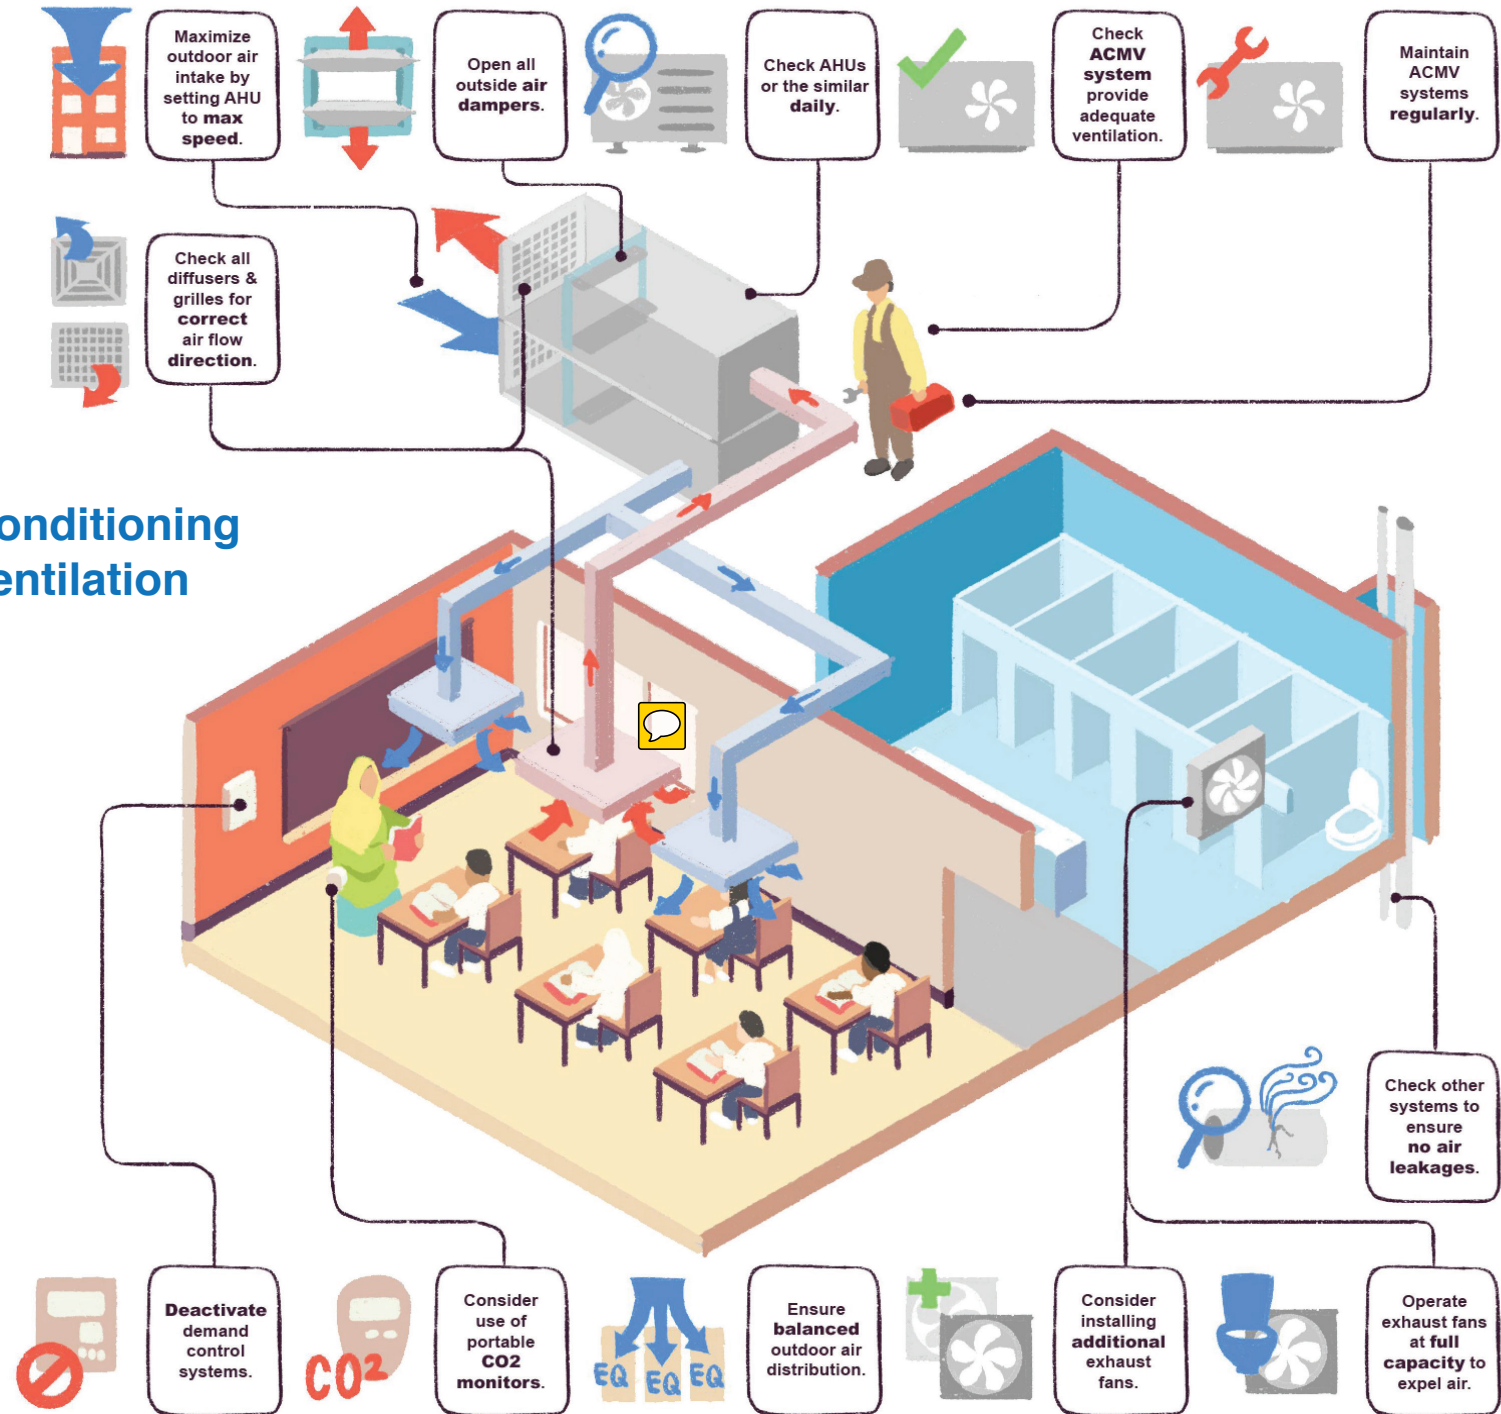 Maximize
outdoor air
intake by
setting AHU
to max
speed.
Open all
outside air
dampers.
Check AHUs
or the similar
daily.
Check
ACMV
system
provide
adequate
ventilation.
Maintain
ACMV
systems
regularly.
Check all
diffusers &
grilles for
correct
air flow
direction.
onditioning
entilation
Check other
systems to
ensure
no air
leakages.
Deactivate
demand
control
systems.
CO2
Consider
use of
portable
CO2
monitors.
EQ EQ EQ
Ensure
balanced
outdoor air
distribution.
Consider
installing
additional
exhaust
fans.
Operate
exhaust fans
at full
capacity to
expel air.